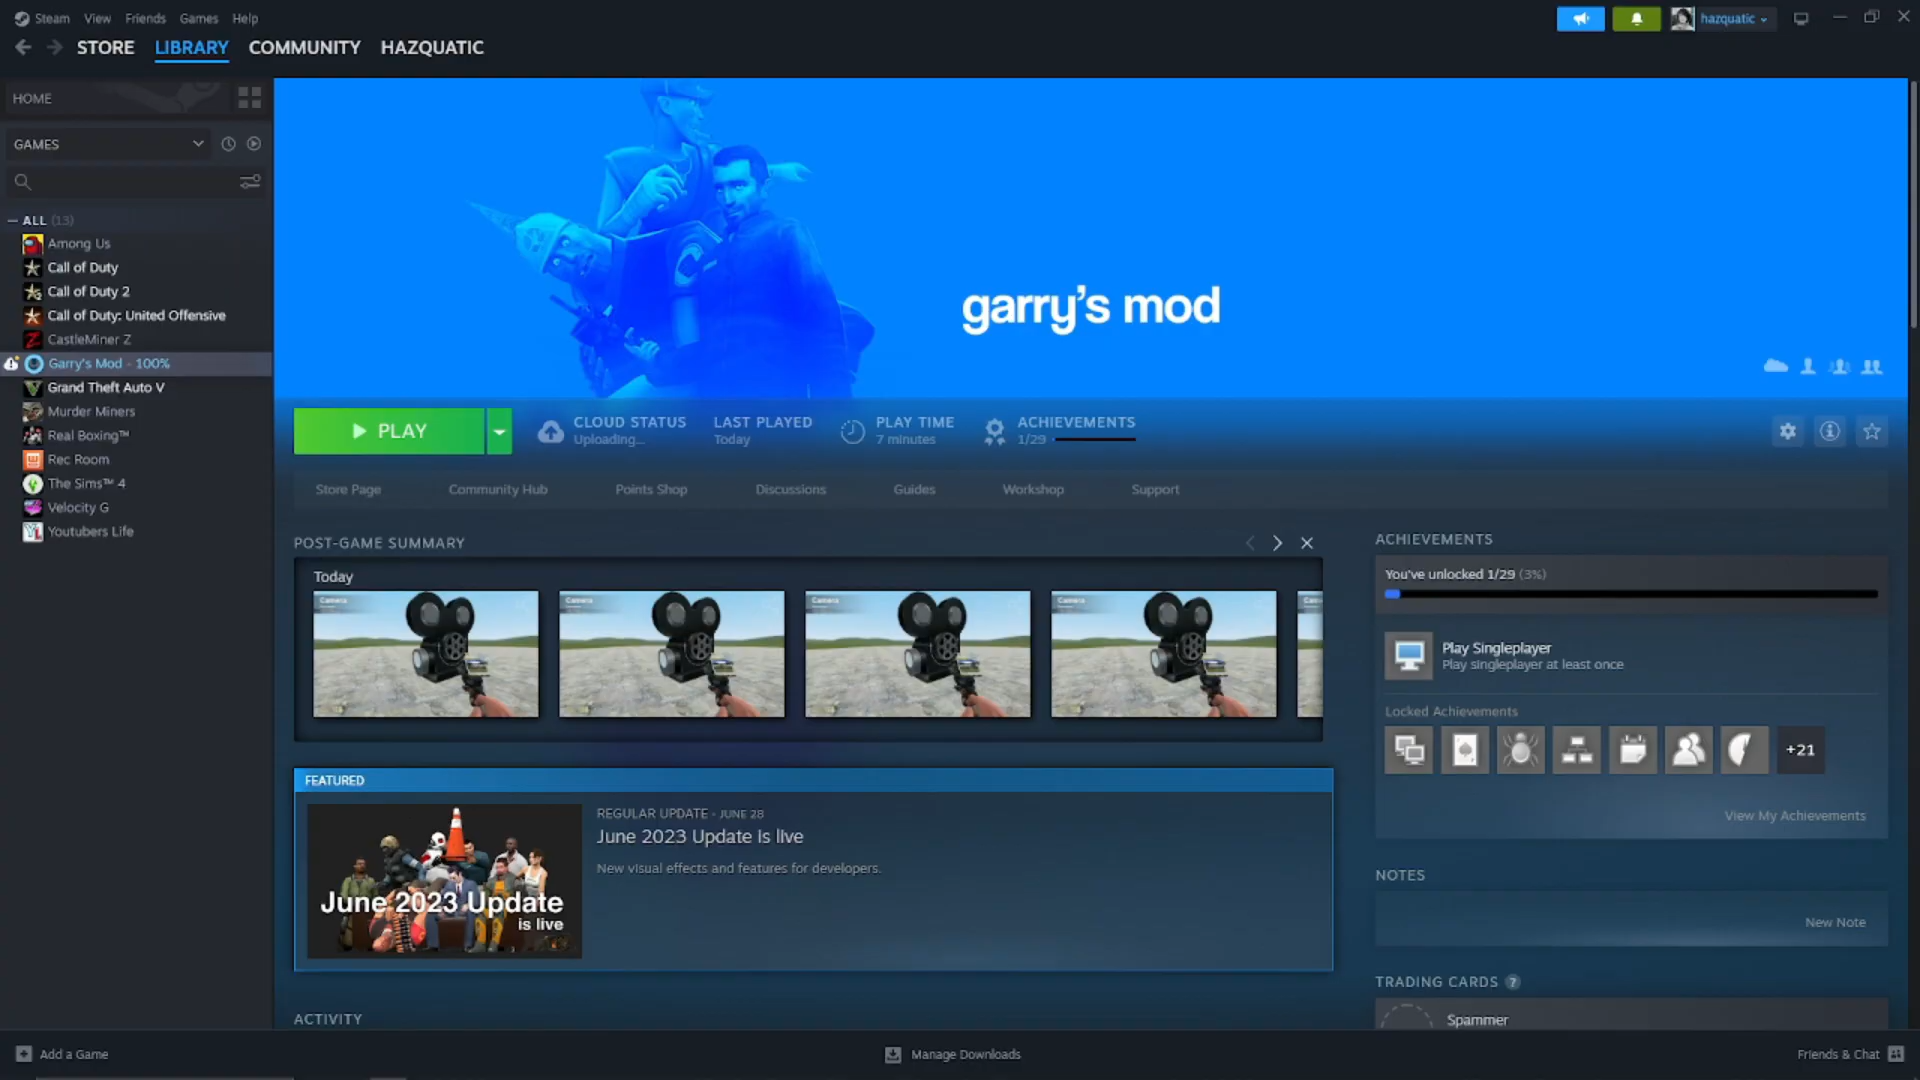 Steam View Friends Games Help
hazquatic
STORE LIBRARY COMMUNITY HAZQUATIC
HOME
GAMES
— ALL (13)
Among Us
Call of Duty
Call of Duty 2
Call of Duty: United Offensive
CastleMiner Z
Garry's Mod - 100%
Grand Theft Auto V
Murder Miners
Real Boxing™
Rec Room
The Sims™ 4
Velocity G
Youtubers Life
garry's mod
PLAY
CLOUD STATUS
Uploading...
LAST PLAYED
Today
PLAY TIME
7 minutes
ACHIEVEMENTS
1/29
Store Page Community Hub Points Shop Discussions Guides Workshop Support
POST-GAME SUMMARY
Today
Camera
Camera
Camera
Camera
FEATURED
June 2023 Update
is live
REGULAR UPDATE - JUNE 28
June 2023 Update is live
New visual effects and features for developers.
ACTIVITY
ACHIEVEMENTS
You've unlocked 1/29 (3%)
Play Singleplayer
Play singleplayer at least once
Locked Achievements
+21
View My Achievements
NOTES
New Note
TRADING CARDS ?
Spammer
Add a Game
Manage Downloads
Friends & Chat